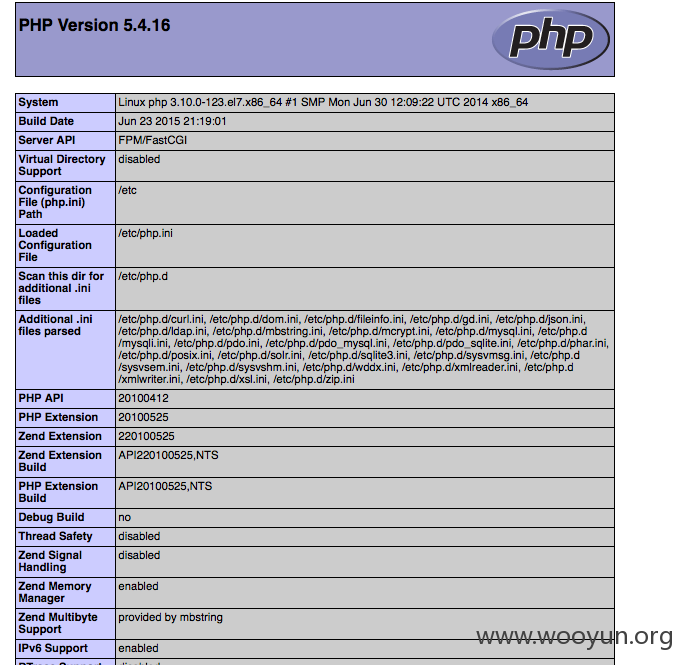 PHP Version 5.4.16
php
System Linux php 3.10.0-123.el7.x86_64 #1 SMP Mon Jun 30 12:09:22 UTC 2014 x86_64
Build Date Jun 23 2015 21:19:01
Server API FPM/FastCGI
Virtual Directory
Support
disabled
Configuration
File (php.ini)
Path
/etc
Loaded
Configuration
File
/etc/php.ini
Scan this dir for
additional .ini
files
/etc/php.d
Additional .ini
files parsed
/etc/php.d/curl.ini, /etc/php.d/dom.ini, /etc/php.d/fileinfo.ini, /etc/php.d/gd.ini, /etc/php.d/json.ini,
/etc/php.d/ldap.ini, /etc/php.d/mbstring.ini, /etc/php.d/mcrypt.ini, /etc/php.d/mysql.ini, /etc/php.d
/mysqli.ini, /etc/php.d/pdo.ini, /etc/php.d/pdo_mysql.ini, /etc/php.d/pdo_sqlite.ini, /etc/php.d/phar.ini,
/etc/php.d/posix.ini, /etc/php.d/solr.ini, /etc/php.d/sqlite3.ini, /etc/php.d/sysvmsg.ini, /etc/php.d
/sysvsem.ini, /etc/php.d/sysvshm.ini, /etc/php.d/wddx.ini, /etc/php.d/xmlreader.ini, /etc/php.d
/xmlwriter.ini, /etc/php.d/xsl.ini, /etc/php.d/zip.ini
PHP API 20100412
PHP Extension 20100525
Zend Extension 220100525
Zend Extension
Build
API220100525,NTS
PHP Extension
Build
API20100525,NTS
Debug Build no
Thread Safety disabled
Zend Signal
Handling
disabled
Zend Memory
Manager
enabled
Zend Multibyte
Support
provided by mbstring
www.wooyun.org
IPv6 Support enabled